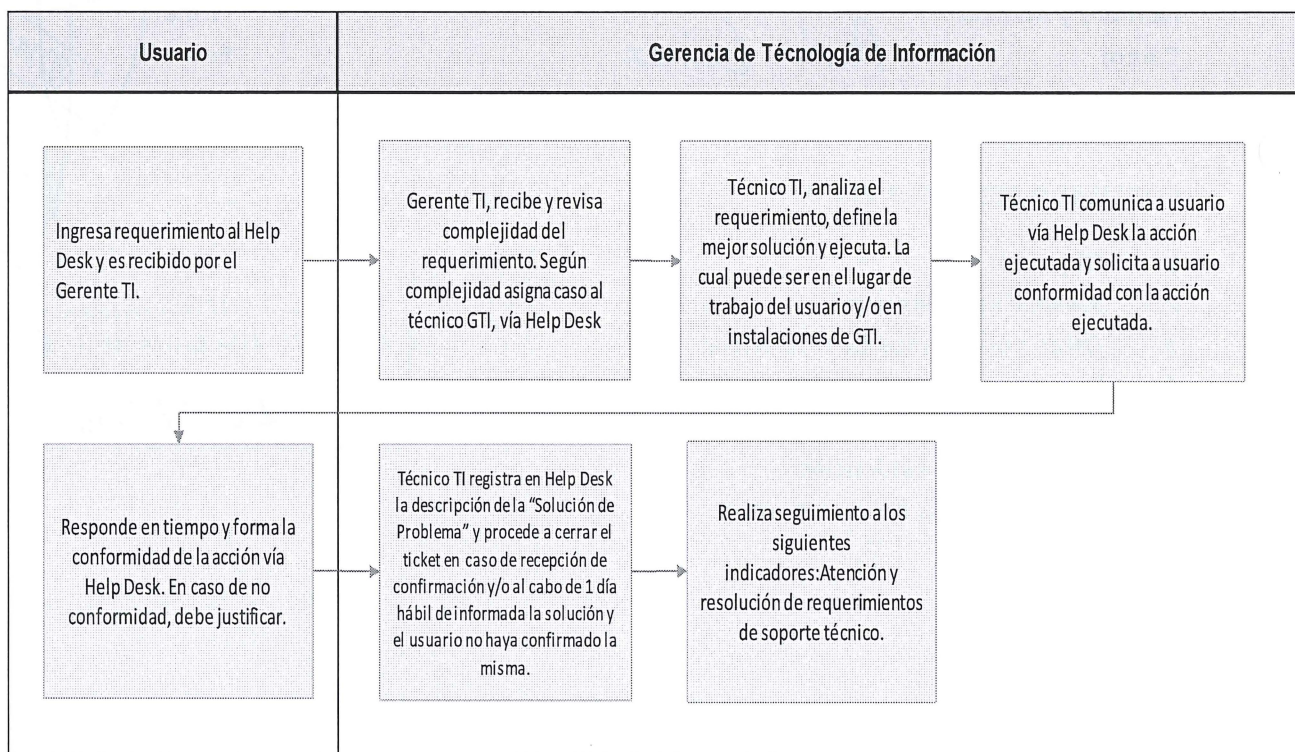 Usuario
Gerencia de Técnología de Información
Ingresa requerimiento al Help
Desk y es recibido por el
Gerente TI.
Gerente TI, recibe y revisa
complejidad del
requerimiento. Según
complejidad asigna caso al
técnico GTI, vía Help Desk
Técnico TI, analiza el
requerimiento, define la
mejor solución y ejecuta. La
cual puede ser en el lugar de
trabajo del usuario y/o en
instalaciones de GTI.
Técnico TI comunica a usuario
vía Help Desk la acción
ejecutada y solicita a usuario
conformidad con la acción
ejecutada.
Responde en tiempo y forma la
conformidad de la acción vía
Help Desk. En caso de no
conformidad, debe justificar.
Técnico TI registra en Help Desk
la descripción de la “Solución de
Problema” y procede a cerrar el
ticket en caso de recepción de
confirmación y/o al cabo de 1 día
hábil de informada la solución y
el usuario no haya confirmado la
misma.
Realiza seguimiento a los
siguientes
indicadores:Atención y
resolución de requerimientos
de soporte técnico.